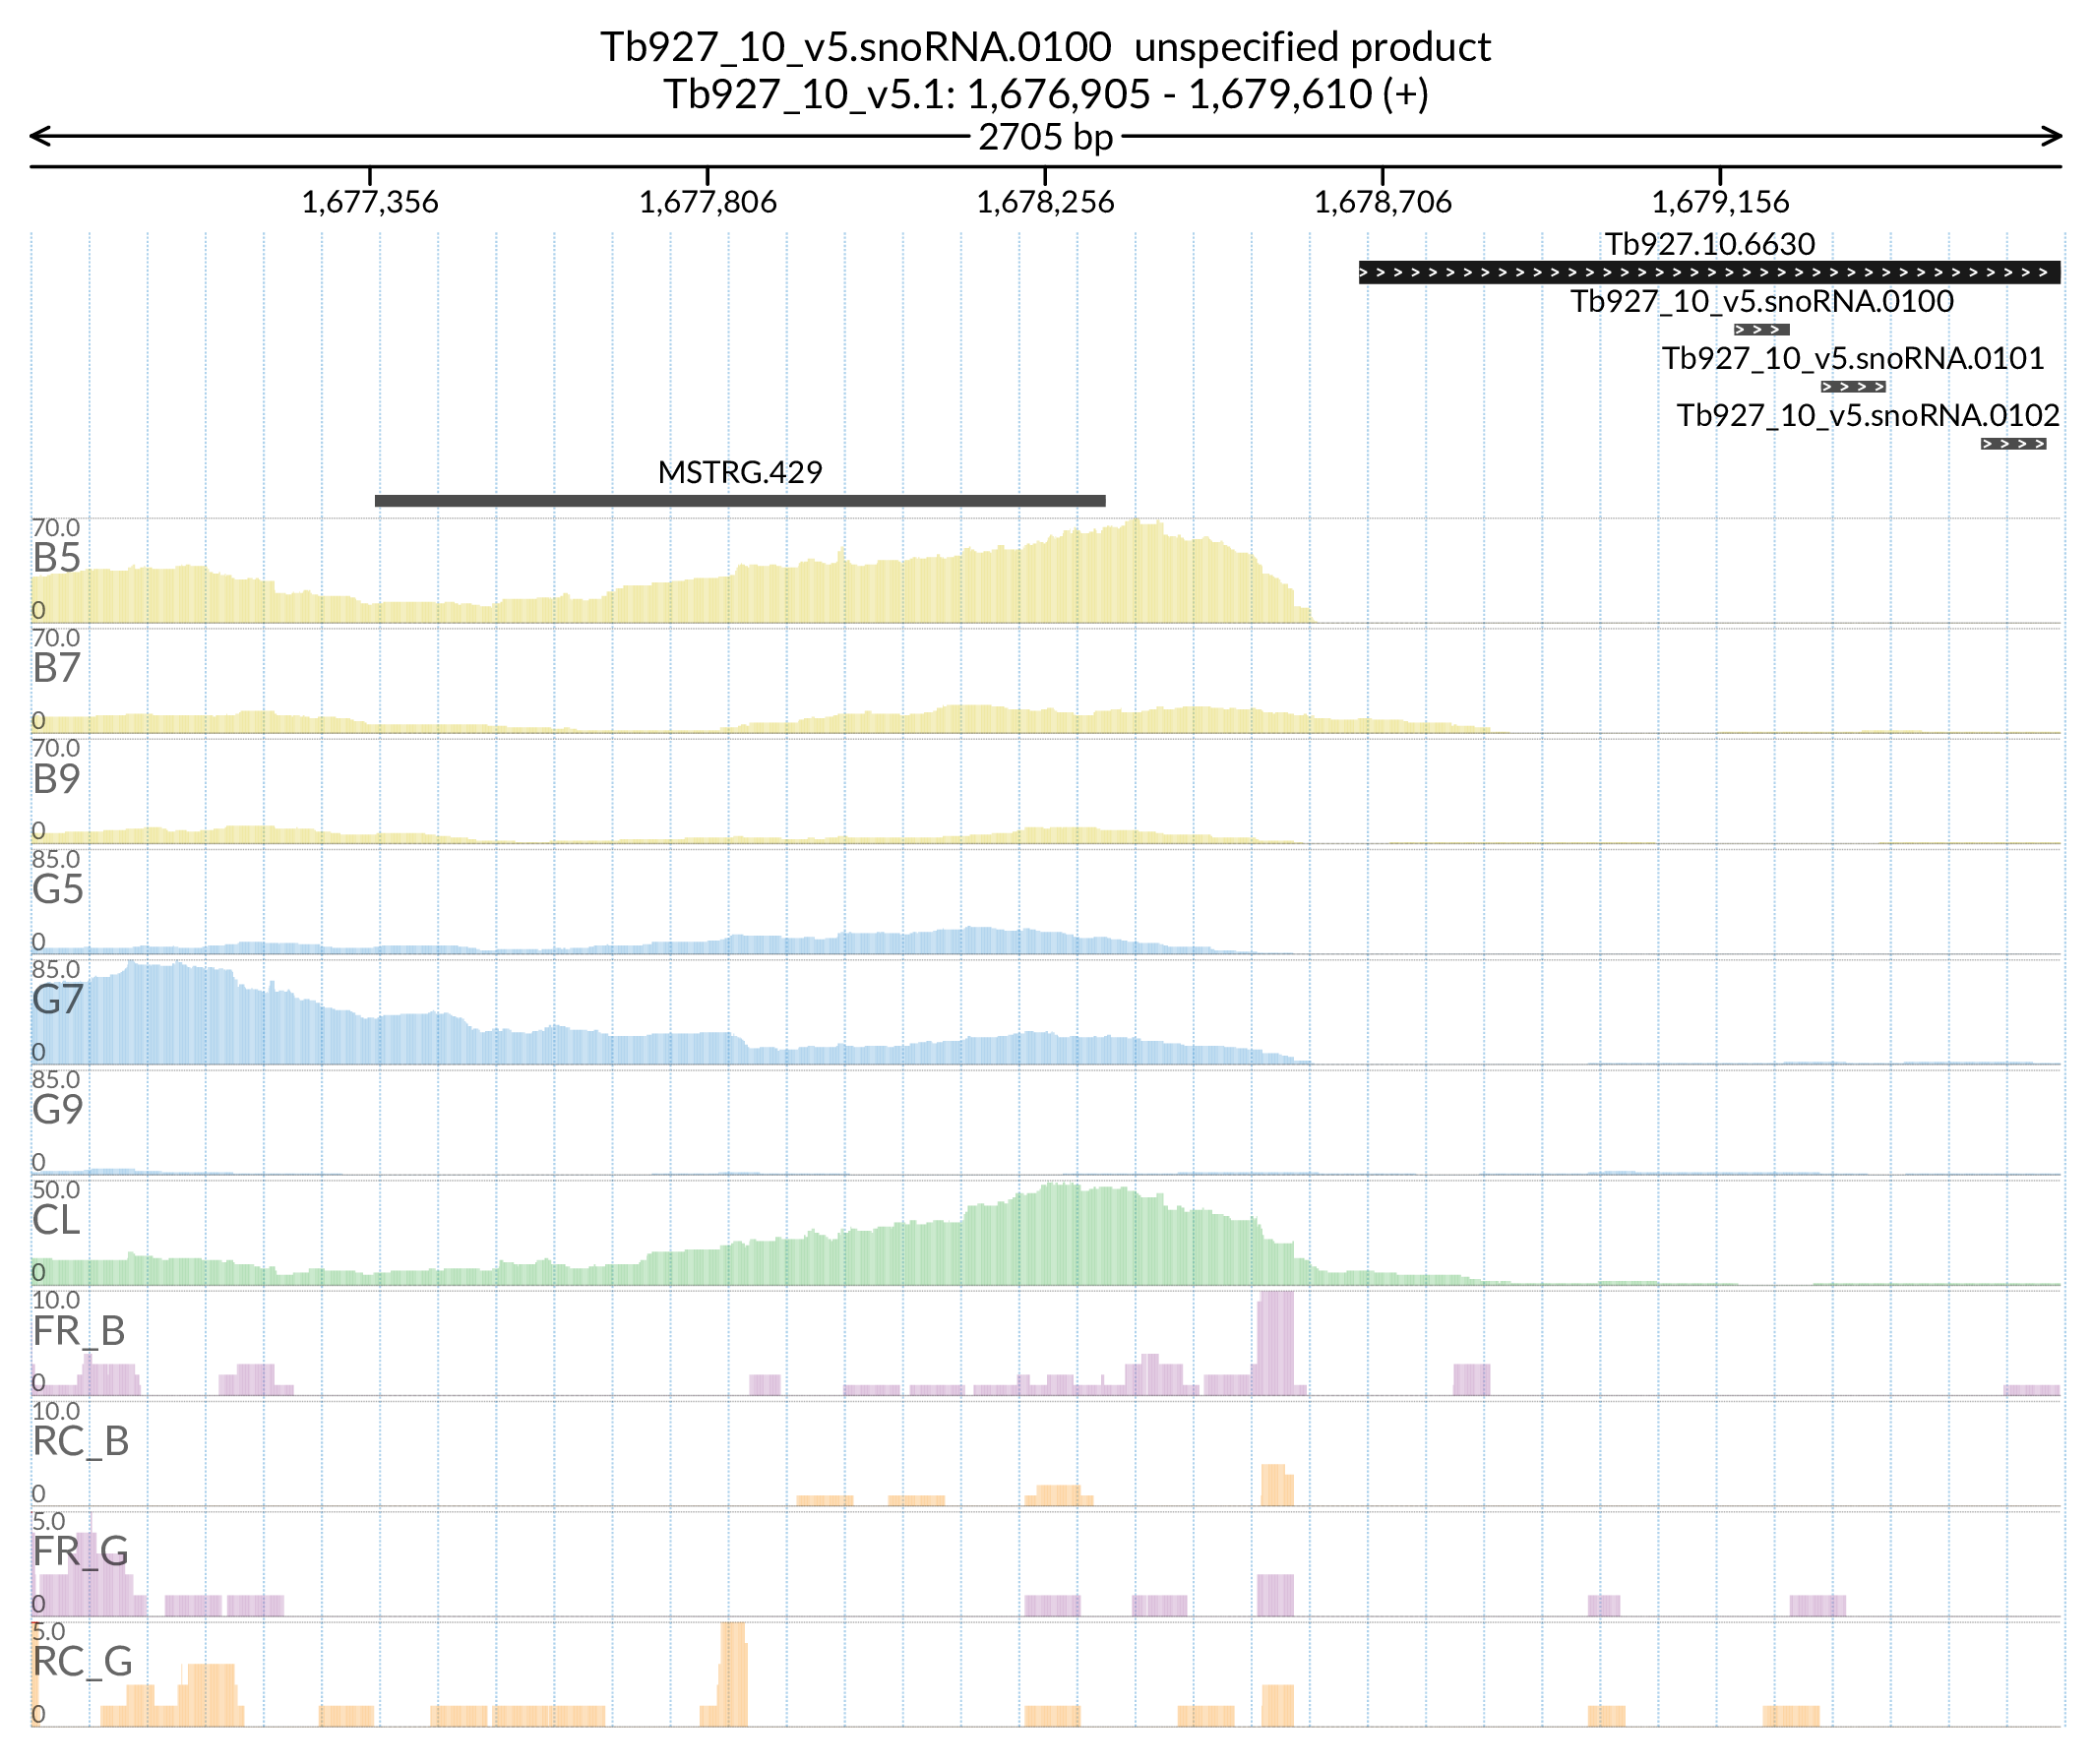 Tb927_10_v5.snoRNA.0100 unspecified product
Tb927_10_v5.1: 1,676,905 - 1,679,610 (+)
2705 bp
1,677,356 1,677,806 1,678,256 1,678,706 1,679,156
Tb927.10.6630
Tb927_10_v5.snoRNA.0100
Tb927_10_v5.snoRNA.0101
Tb927_10_v5.snoRNA.0102
MSTRG.429
70.0
B5
0
70.0
B7
0
70.0
B9
0
85.0
G5
0
85.0
G7
0
85.0
G9
0
50.0
CL
0
10.0
FR_B
0
10.0
RC_B
0
5.0
FR_G
0
5.0
RC_G
0